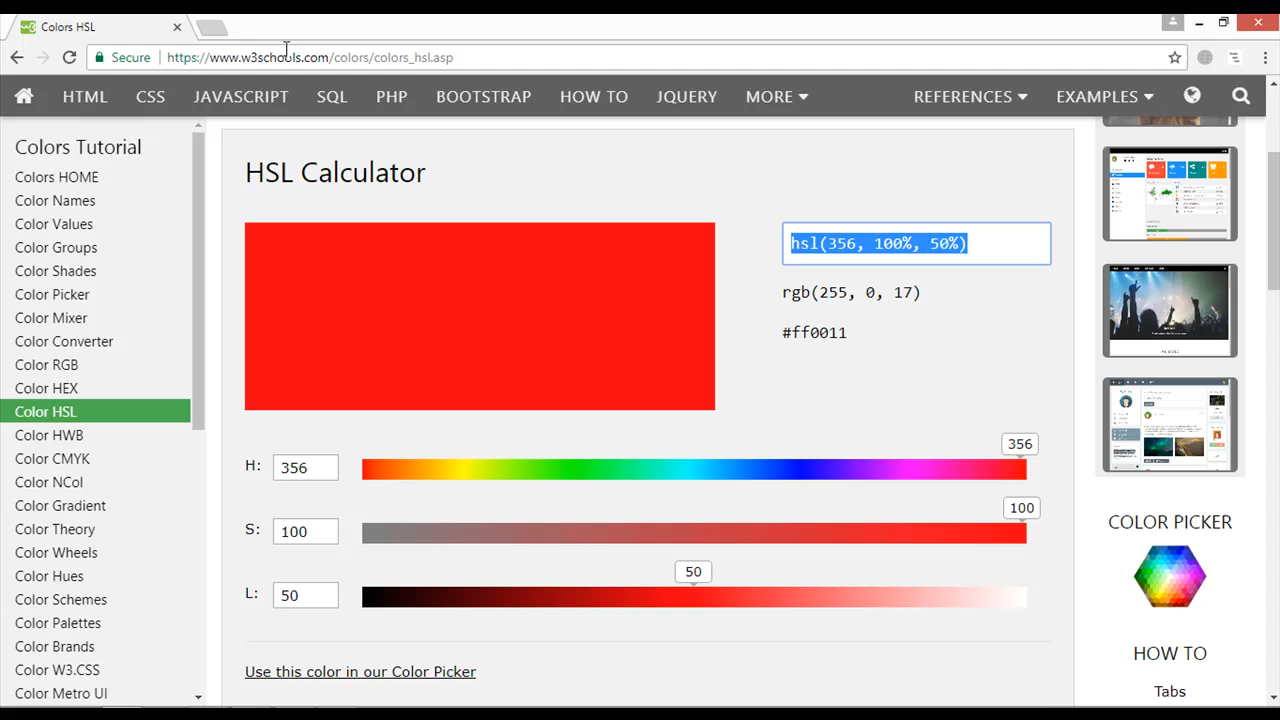 Colors HSL
Secure https://www.w3schools.com/colors/colors_hsl.asp
HTML CSS JAVASCRIPT SQL PHP BOOTSTRAP HOW TO JQUERY MORE REFERENCES EXAMPLES
Colors Tutorial
Colors HOME
Color Names
Color Values
Color Groups
Color Shades
Color Picker
Color Mixer
Color Converter
Color RGB
Color HEX
Color HSL
Color HWB
Color CMYK
Color NCol
Color Gradient
Color Theory
Color Wheels
Color Hues
Color Schemes
Color Palettes
Color Brands
Color W3.CSS
Color Metro UI
HSL Calculator
hsl(356, 100%, 50%)
rgb(255, 0, 17)
#ff0011
356
H: 356
100
S: 100
50
L: 50
Use this color in our Color Picker
COLOR PICKER
HOW TO
Tabs